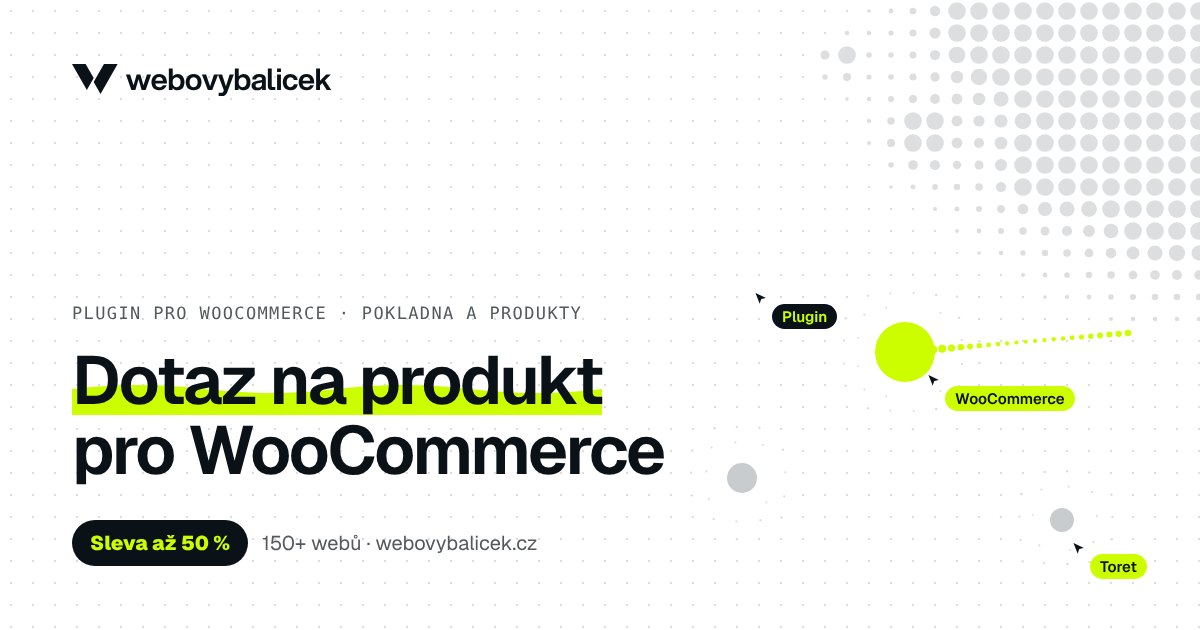 webovybalicek
PLUGIN PRO WOOCOMMERCE · POKLADNA A PRODUKTY
Dotaz na produkt
pro WooCommerce
Sleva až 50 %
150+ webů · webovybalicek.cz
Plugin
WooCommerce
Toret